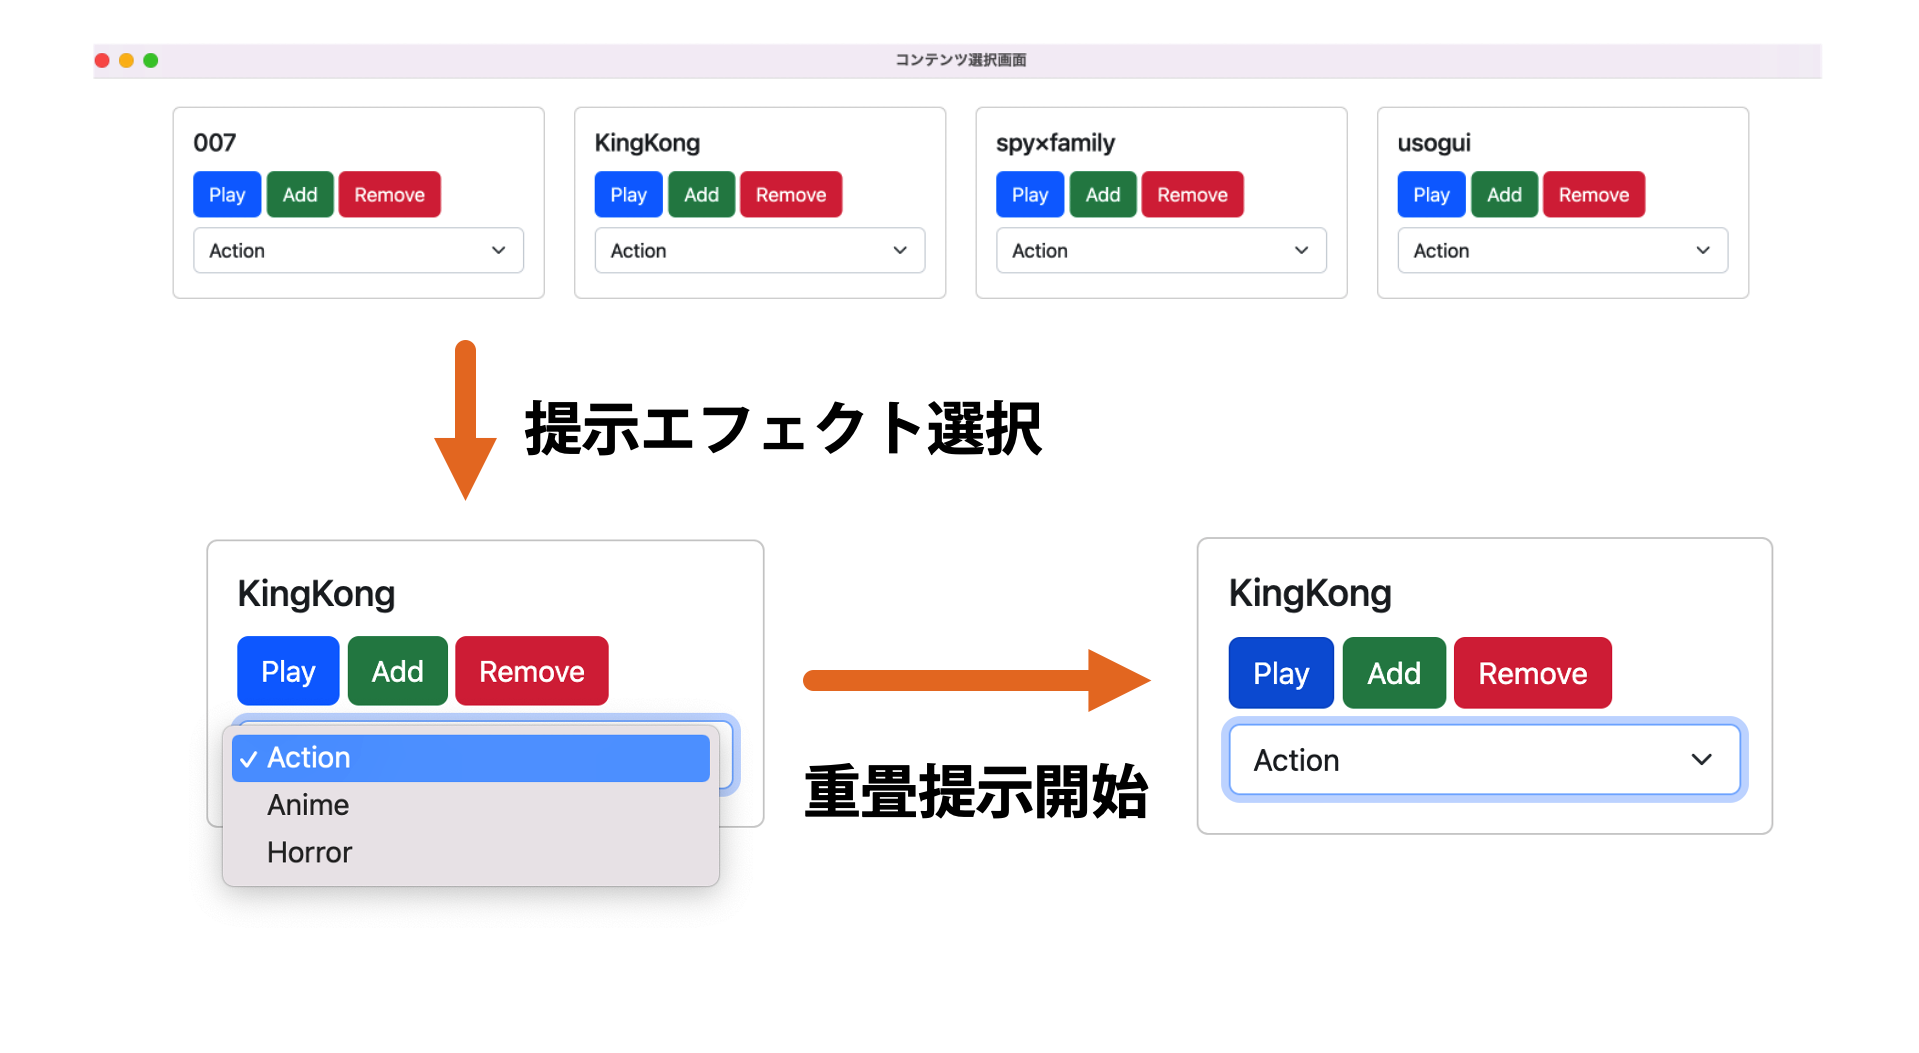 コンテンツ選択画面
007
Play Add Remove
Action
KingKong
Play Add Remove
Action
spy×family
Play Add Remove
Action
usogui
Play Add Remove
Action
提示エフェクト選択
KingKong
Play Add Remove
✓ Action
Anime
Horror
重畳提示開始
KingKong
Play Add Remove
Action